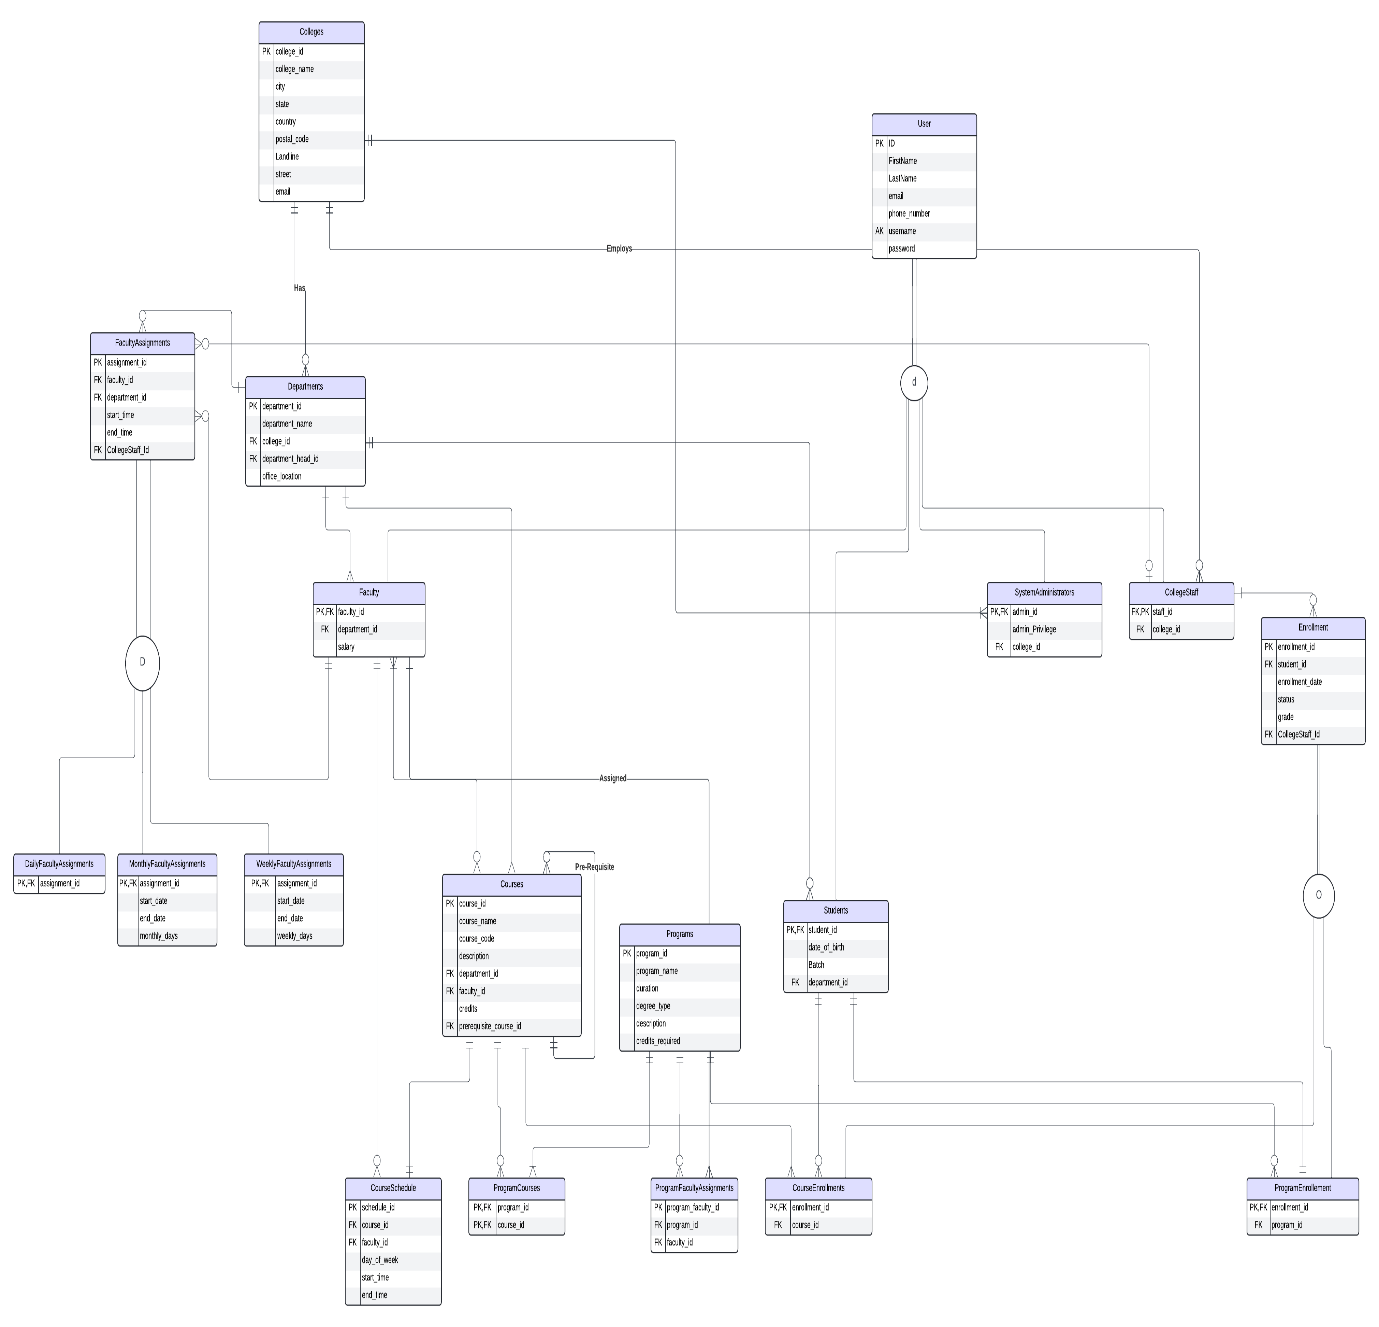 Colleges
PK college_id
college_name
city
state
country
postal_code
Landline
street
email
User
PK ID
FirstName
LastName
email
phone_number
AK username
password
Employs
Has
FacultyAssignments
PK assignment_id
FK faculty_id
FK department_id
start_time
end_time
FK CollegeStaff_Id
Departments
PK department_id
department_name
FK college_id
FK department_head_id
office_location
d
Faculty
PK,FK faculty_id
FK department_id
salary
SystemAdministrators
PK,FK admin_id
admin_Privilege
FK college_id
CollegeStaff
FK,PK staff_id
FK college_id
Enrollment
PK enrollment_id
FK student_id
enrollment_date
status
grade
FK CollegeStaff_Id
D
Assigned
DailyFacultyAssignments
PK,FK assignment_id
MonthlyFacultyAssignments
PK,FK assignment_id
start_date
end_date
monthly_days
WeeklyFacultyAssignments
PK,FK assignment_id
start_date
end_date
weekly_days
Pre-Requisite
Courses
PK course_id
course_name
course_code
description
FK department_id
FK faculty_id
credits
FK prerequisite_course_id
Programs
PK program_id
program_name
duration
degree_type
description
credits_required
Students
PK,FK student_id
date_of_birth
Batch
FK department_id
O
CourseSchedule
PK schedule_id
FK course_id
FK faculty_id
day_of_week
start_time
end_time
ProgramCourses
PK,FK program_id
PK,FK course_id
ProgramFacultyAssignments
PK program_faculty_id
FK program_id
FK faculty_id
CourseEnrollments
PK,FK enrollment_id
FK course_id
ProgramEnrollement
PK,FK enrollment_id
FK program_id